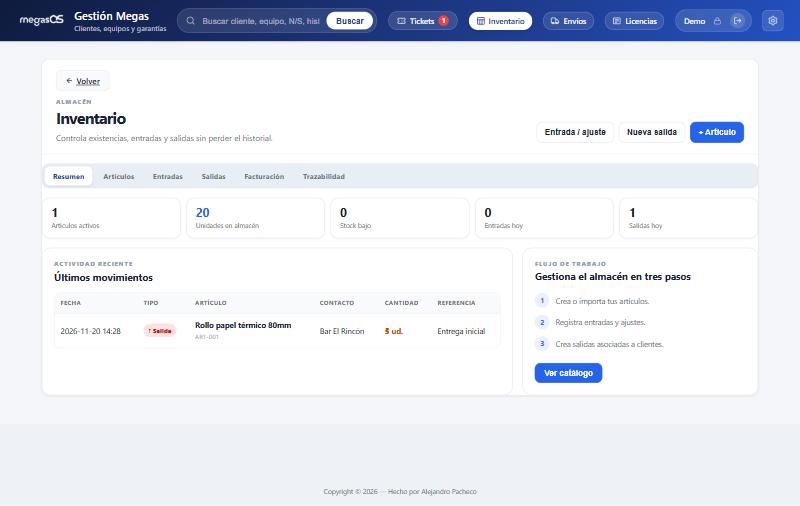 megasOS
Gestión Megas
Clientes, equipos y garantías
Buscar cliente, equipo, N/S, hist
Buscar
Tickets 1
Inventario
Envíos
Licencias
Demo
← Volver
ALMACÉN
Inventario
Controla existencias, entradas y salidas sin perder el historial.
Entrada / ajuste
Nueva salida
+ Artículo
Resumen Artículos Entradas Salidas Facturación Trazabilidad
1
Artículos activos
20
Unidades en almacén
0
Stock bajo
0
Entradas hoy
1
Salidas hoy
ACTIVIDAD RECIENTE
Últimos movimientos
FECHA TIPO ARTÍCULO CONTACTO CANTIDAD REFERENCIA
2026-11-20 14:28 ↑ Salida Rollo papel térmico 80mm Bar El Rincón 5 ud. Entrega inicial
ART-001
FLUJO DE TRABAJO
Gestiona el almacén en tres pasos
1 Crea o importa tus artículos.
2 Registra entradas y ajustes.
3 Crea salidas asociadas a clientes.
Ver catálogo
Copyright © 2026 — Hecho por Alejandro Pacheco